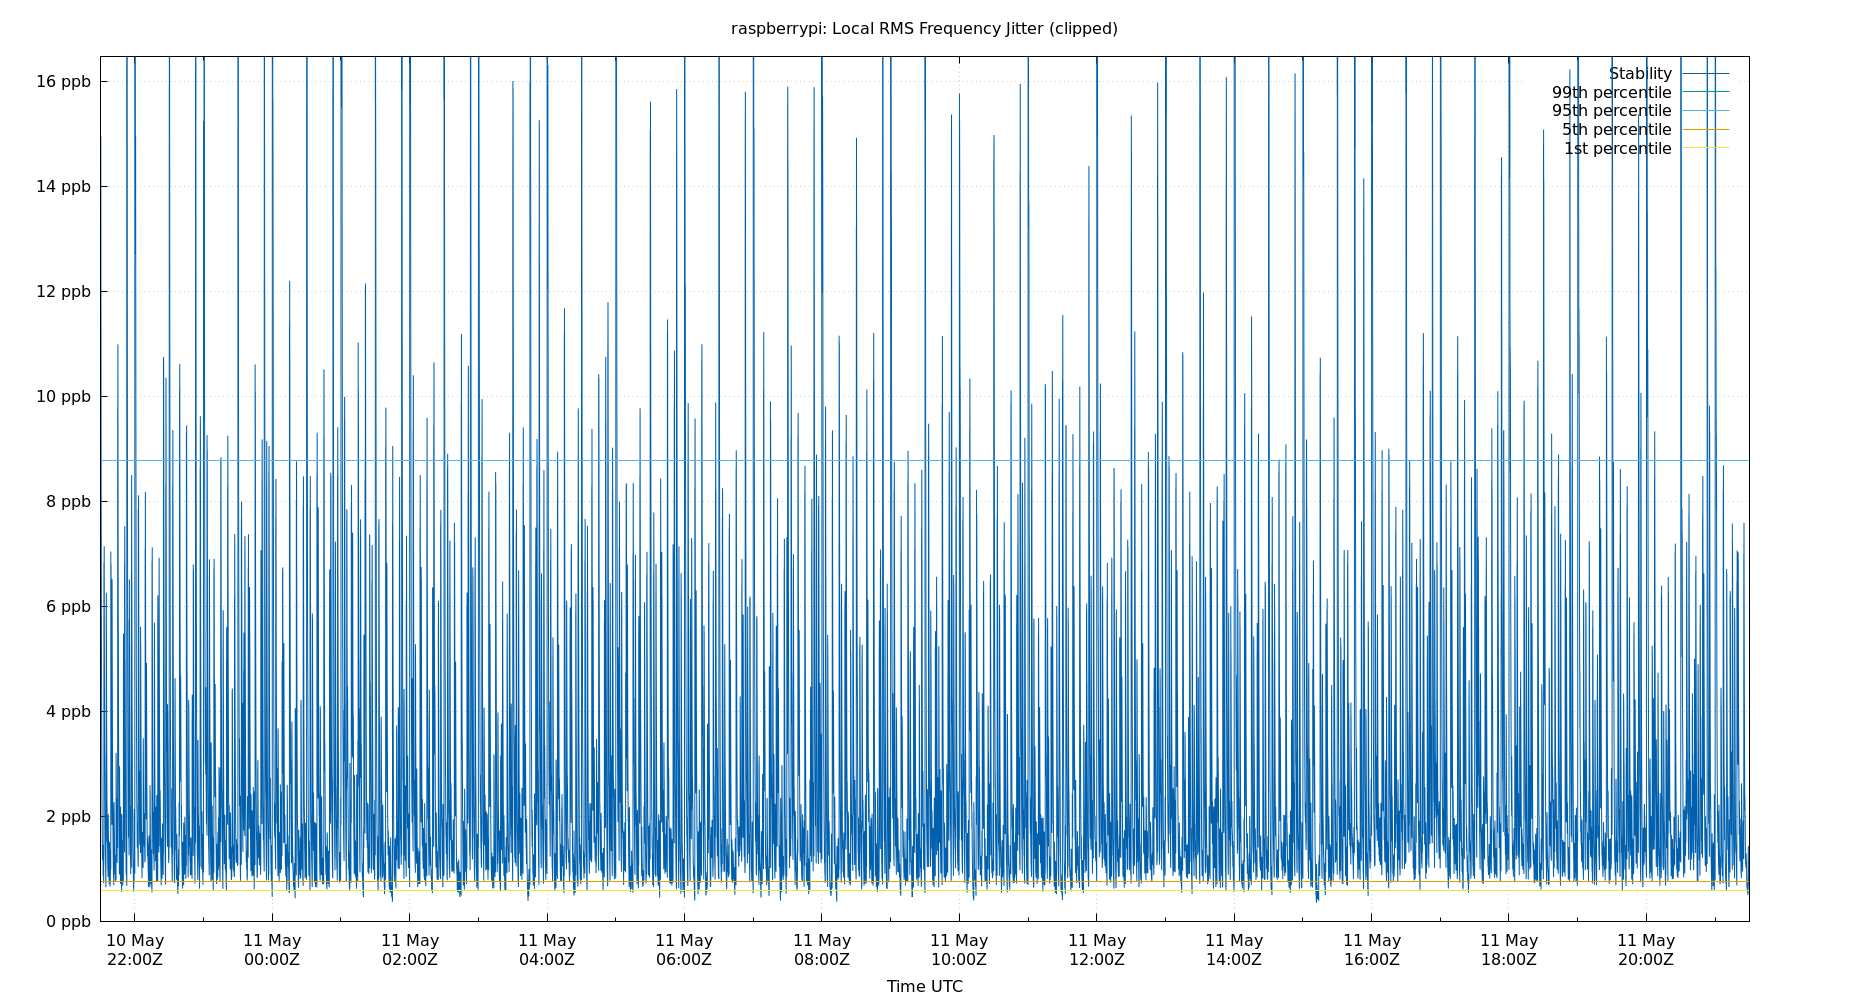 raspberrypi: Local RMS Frequency Jitter (clipped)
16 ppb
14 ppb
12 ppb
10 ppb
8 ppb
6 ppb
4 ppb
2 ppb
0 ppb
Stability
99th percentile
95th percentile
5th percentile
1st percentile
10 May 11 May 11 May 11 May 11 May 11 May 11 May 11 May 11 May 11 May 11 May 11 May
22:00Z 00:00Z 02:00Z 04:00Z 06:00Z 08:00Z 10:00Z 12:00Z 14:00Z 16:00Z 18:00Z 20:00Z
Time UTC